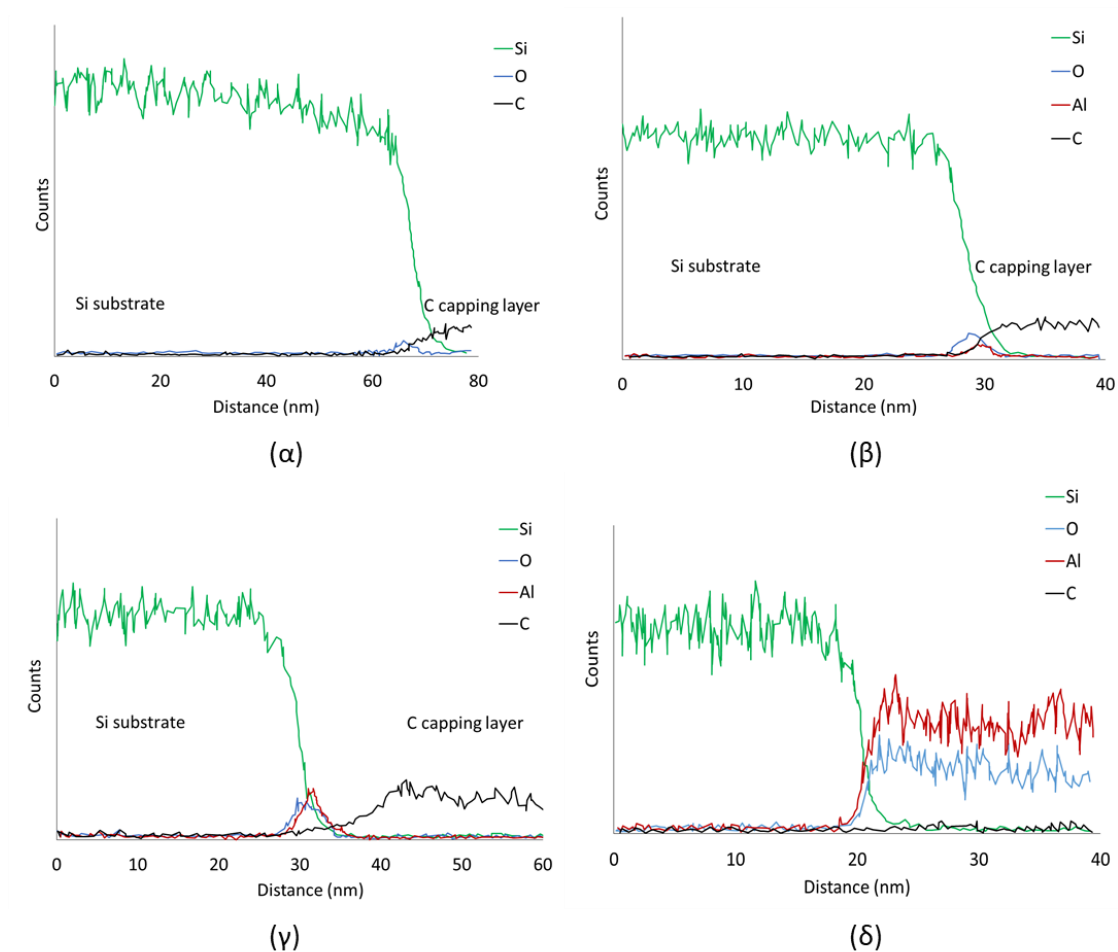 Si
O
C
Counts
Si substrate
C capping layer
0 20 40 60 80
Distance (nm)
(α)
Si
O
Al
C
Counts
Si substrate
C capping layer
0 10 20 30 40
Distance (nm)
(β)
Si
O
Al
C
Counts
Si substrate
C capping layer
0 10 20 30 40 50 60
Distance (nm)
(γ)
Si
O
Al
C
Counts
0 10 20 30 40
Distance (nm)
(δ)